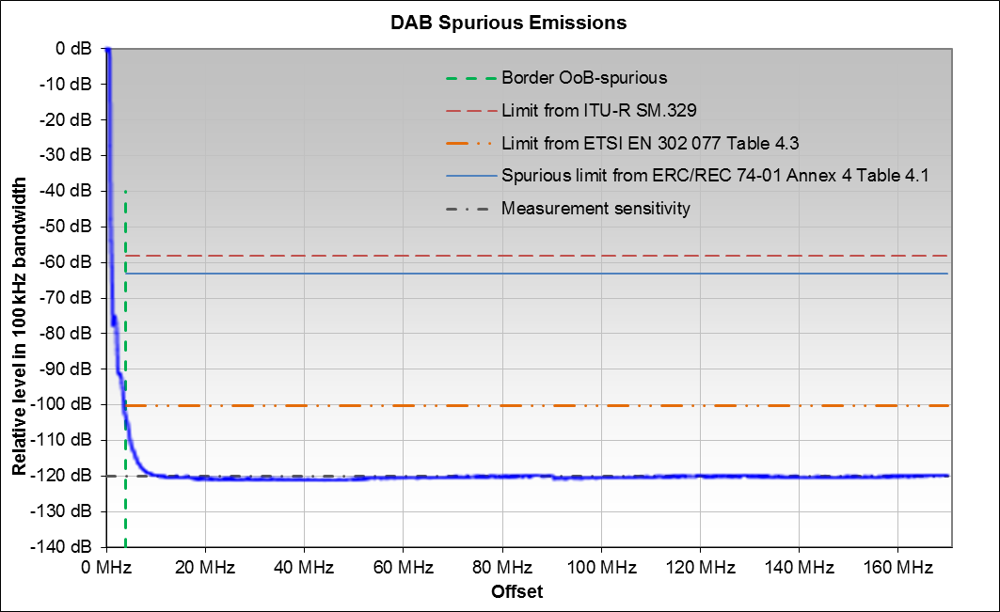 DAB Spurious Emissions
0 dB
-10 dB
-20 dB
-30 dB
-40 dB
-50 dB
-60 dB
-70 dB
-80 dB
-90 dB
-100 dB
-110 dB
-120 dB
-130 dB
-140 dB
Relative level in 100 kHz bandwidth
Border OoB-spurious
Limit from ITU-R SM.329
Limit from ETSI EN 302 077 Table 4.3
Spurious limit from ERC/REC 74-01 Annex 4 Table 4.1
Measurement sensitivity
0 MHz 20 MHz 40 MHz 60 MHz 80 MHz 100 MHz 120 MHz 140 MHz 160 MHz
Offset